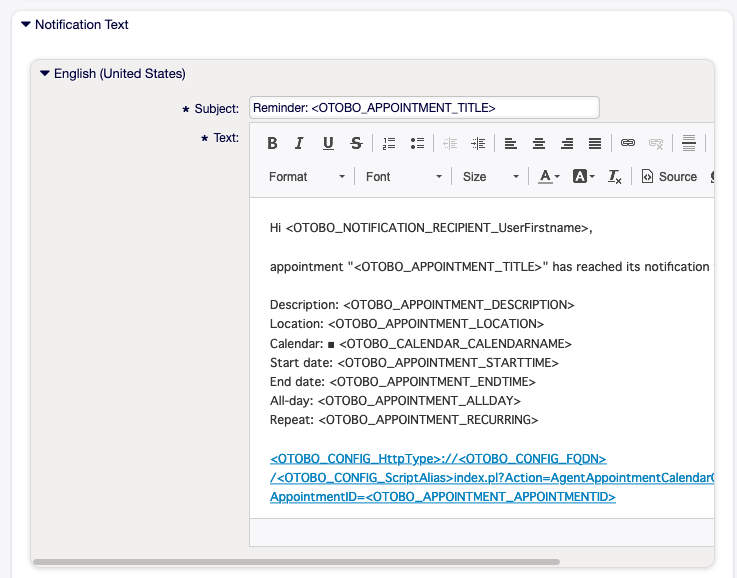 Notification Text
English (United States)
★ Subject: Reminder: <OTOBO_APPOINTMENT_TITLE>
★ Text:
B I U S
Format Font Size A A Source
Hi <OTOBO_NOTIFICATION_RECIPIENT_UserFirstname>,
appointment "<OTOBO_APPOINTMENT_TITLE>" has reached its notification
Description: <OTOBO_APPOINTMENT_DESCRIPTION>
Location: <OTOBO_APPOINTMENT_LOCATION>
Calendar: ■ <OTOBO_CALENDAR_CALENDARNAME>
Start date: <OTOBO_APPOINTMENT_STARTTIME>
End date: <OTOBO_APPOINTMENT_ENDTIME>
All-day: <OTOBO_APPOINTMENT_ALLDAY>
Repeat: <OTOBO_APPOINTMENT_RECURRING>
<OTOBO_CONFIG_HttpType>://<OTOBO_CONFIG_FQDN>
/<OTOBO_CONFIG_ScriptAlias>index.pl?Action=AgentAppointmentCalendar
AppointmentID=<OTOBO_APPOINTMENT_APPOINTMENTID>